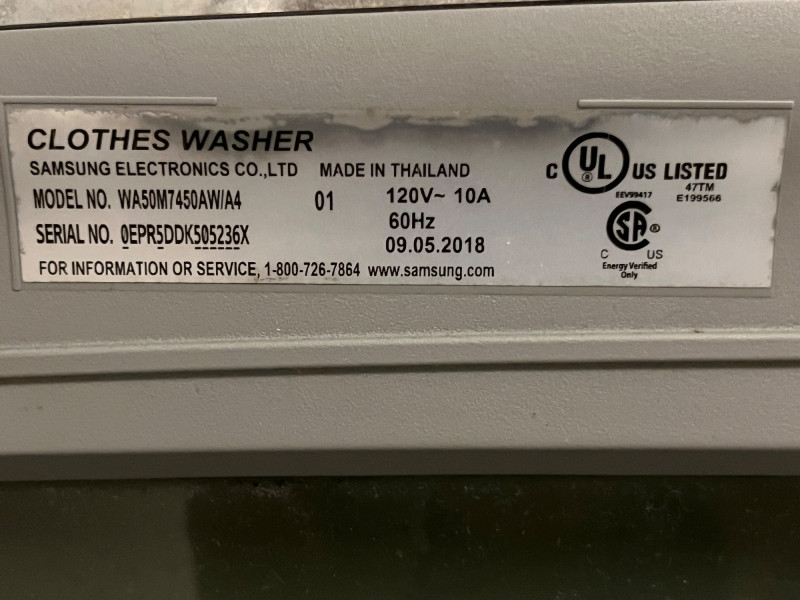 CLOTHES WASHER
SAMSUNG ELECTRONICS CO.,LTD MADE IN THAILAND
MODEL NO. WA50M7450AW/A4 01 120V~ 10A
60Hz
SERIAL NO. 0EPR5DDK505236X 09.05.2018
FOR INFORMATION OR SERVICE, 1-800-726-7864 www.samsung.com
C UL ® US LISTED
47TM
EEV99417 E199566
SA ®
C US
Energy Verified
Only